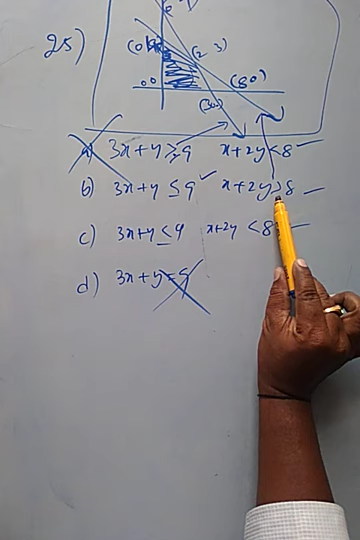 25)
(2 3)
(8 0)
(3 0)
0 0
a) 3x+y ≥ 9 x+2y < 8
b) 3x+y ≤ 9 x+2y ≥ 8
c) 3x+y ≤ 9 x+2y < 8
d) 3x+y = 9